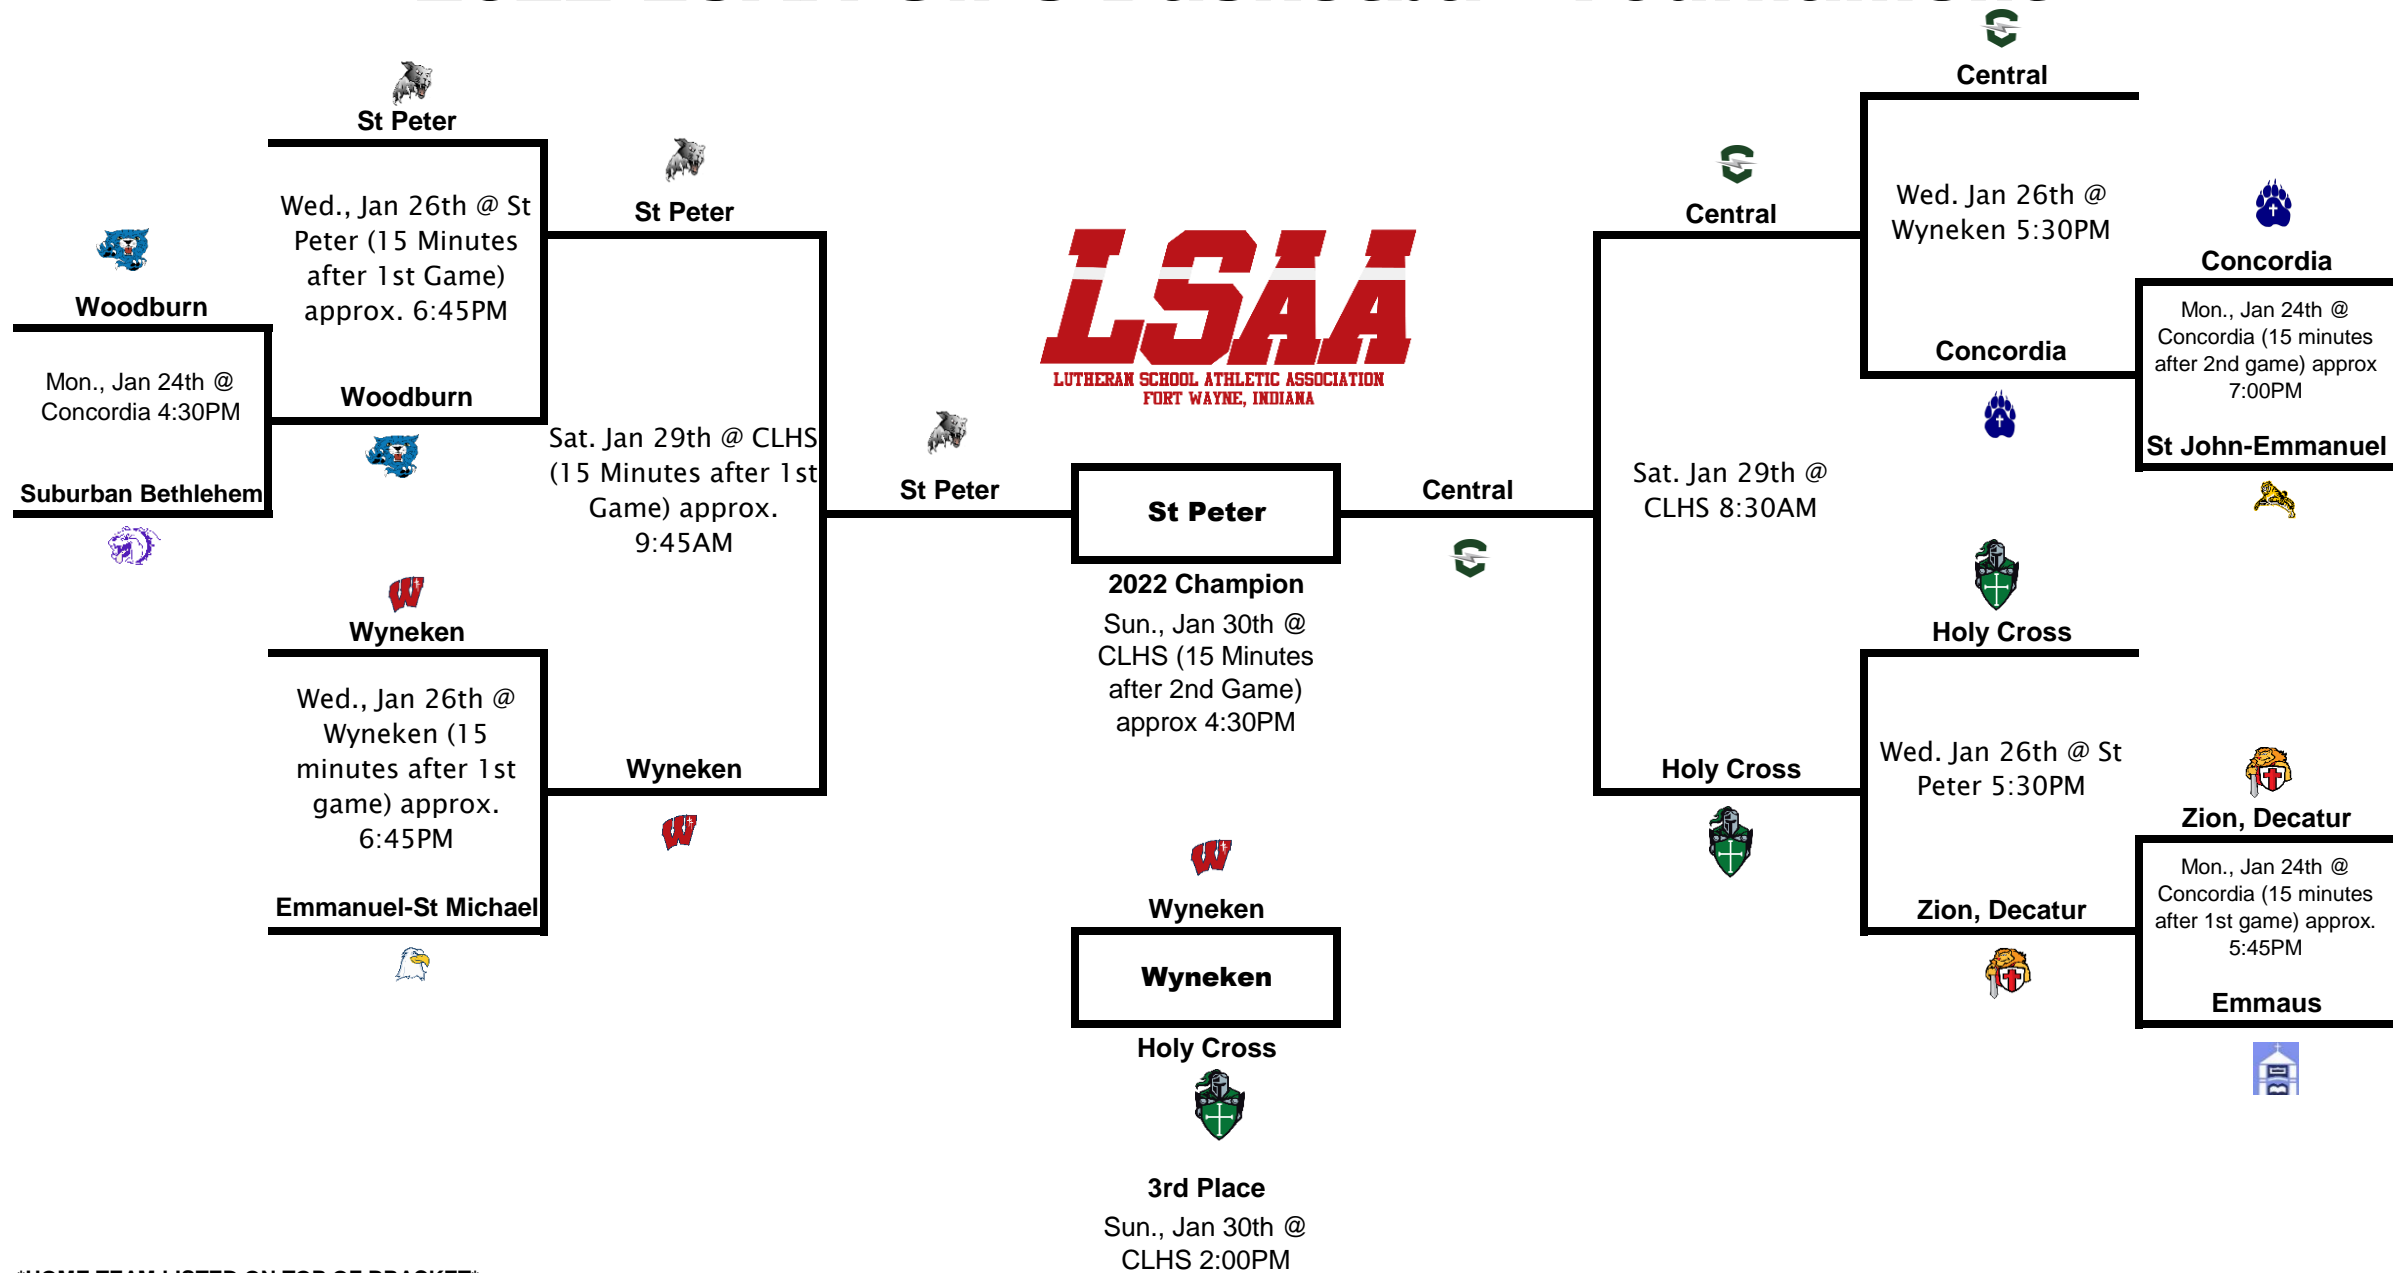 St Peter
Wed., Jan 26th @ St
Peter (15 Minutes
after 1st Game)
approx. 6:45PM
Woodburn
Mon., Jan 24th @
Concordia 4:30PM
Suburban Bethlehem
Woodburn
St Peter
Sat. Jan 29th @ CLHS
(15 Minutes after 1st
Game) approx.
9:45AM
Wyneken
Wed., Jan 26th @
Wyneken (15
minutes after 1st
game) approx.
6:45PM
Emmanuel-St Michael
Wyneken
St Peter
LSAA
LUTHERAN SCHOOL ATHLETIC ASSOCIATION
FORT WAYNE, INDIANA
St Peter
2022 Champion
Sun., Jan 30th @
CLHS (15 Minutes
after 2nd Game)
approx 4:30PM
Central
Wyneken
Wyneken
Holy Cross
3rd Place
Sun., Jan 30th @
CLHS 2:00PM
Central
Sat. Jan 29th @
CLHS 8:30AM
Holy Cross
Central
Wed. Jan 26th @
Wyneken 5:30PM
Concordia
Concordia
Mon., Jan 24th @
Concordia (15 minutes
after 2nd game) approx
7:00PM
St John-Emmanuel
Holy Cross
Wed. Jan 26th @ St
Peter 5:30PM
Zion, Decatur
Zion, Decatur
Mon., Jan 24th @
Concordia (15 minutes
after 1st game) approx.
5:45PM
Emmaus
*HOME TEAM LISTED ON TOP OF BRACKET*